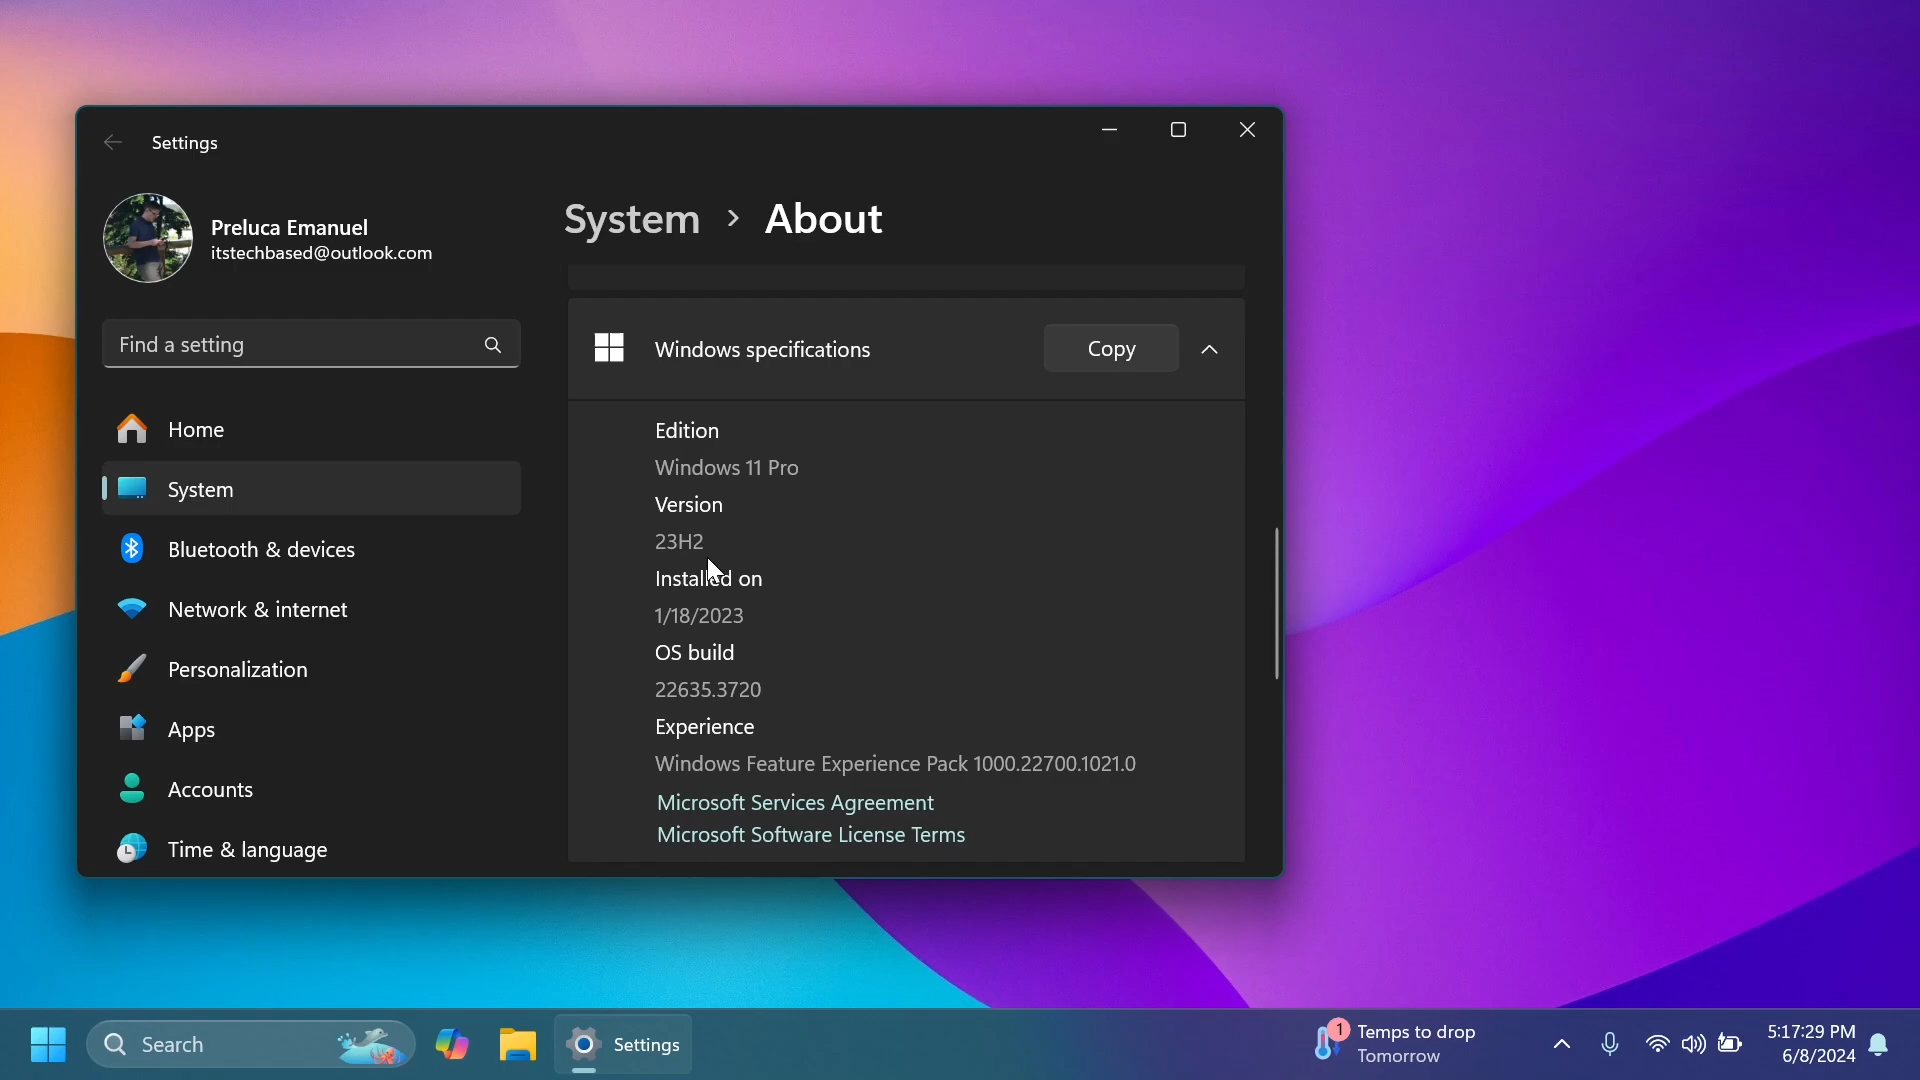 Settings
Preluca Emanuel
itstechbased@outlook.com
Find a setting
Home
System
Bluetooth & devices
Network & internet
Personalization
Apps
Accounts
Time & language
System > About
Windows specifications
Copy
Edition
Windows 11 Pro
Version
23H2
Installed on
1/18/2023
OS build
22635.3720
Experience
Windows Feature Experience Pack 1000.22700.1021.0
Microsoft Services Agreement
Microsoft Software License Terms
Search
Settings
1
Temps to drop
Tomorrow
5:17:29 PM
6/8/2024